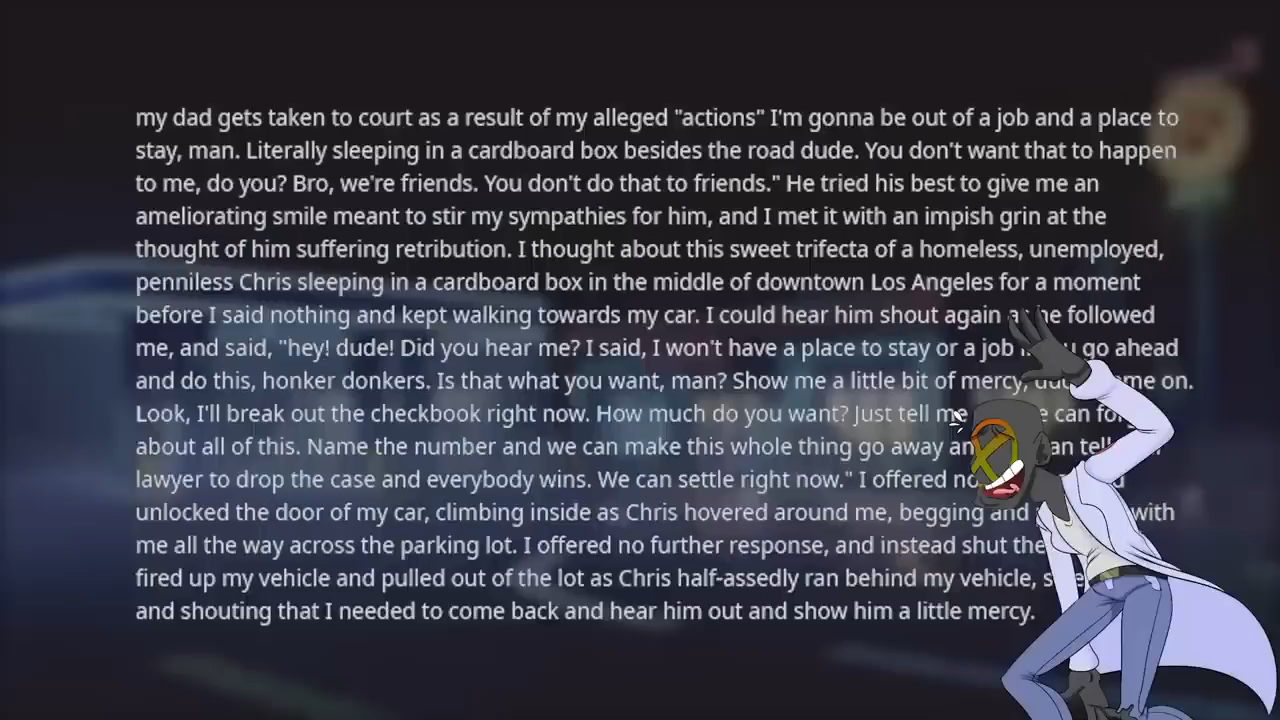 my dad gets taken to court as a result of my alleged "actions" I'm gonna be out of a job and a place to
stay, man. Literally sleeping in a cardboard box besides the road dude. You don't want that to happen
to me, do you? Bro, we're friends. You don't do that to friends." He tried his best to give me an
ameliorating smile meant to stir my sympathies for him, and I met it with an impish grin at the
thought of him suffering retribution. I thought about this sweet trifecta of a homeless, unemployed,
penniless Chris sleeping in a cardboard box in the middle of downtown Los Angeles for a moment
before I said nothing and kept walking towards my car. I could hear him shout again as he followed
me, and said, "hey! dude! Did you hear me? I said, I won't have a place to stay or a job go ahead
and do this, honker donkers. Is that what you want, man? Show me a little bit of mercy, on.
Look, I'll break out the checkbook right now. How much do you want? Just tell me can
about all of this. Name the number and we can make this whole thing go away
lawyer to drop the case and everybody wins. We can settle right now." I offered
unlocked the door of my car, climbing inside as Chris hovered around me, begging and with
me all the way across the parking lot. I offered no further response, and instead shut the
fired up my vehicle and pulled out of the lot as Chris half-assedly ran behind my vehicle,
and shouting that I needed to come back and hear him out and show him a little mercy.